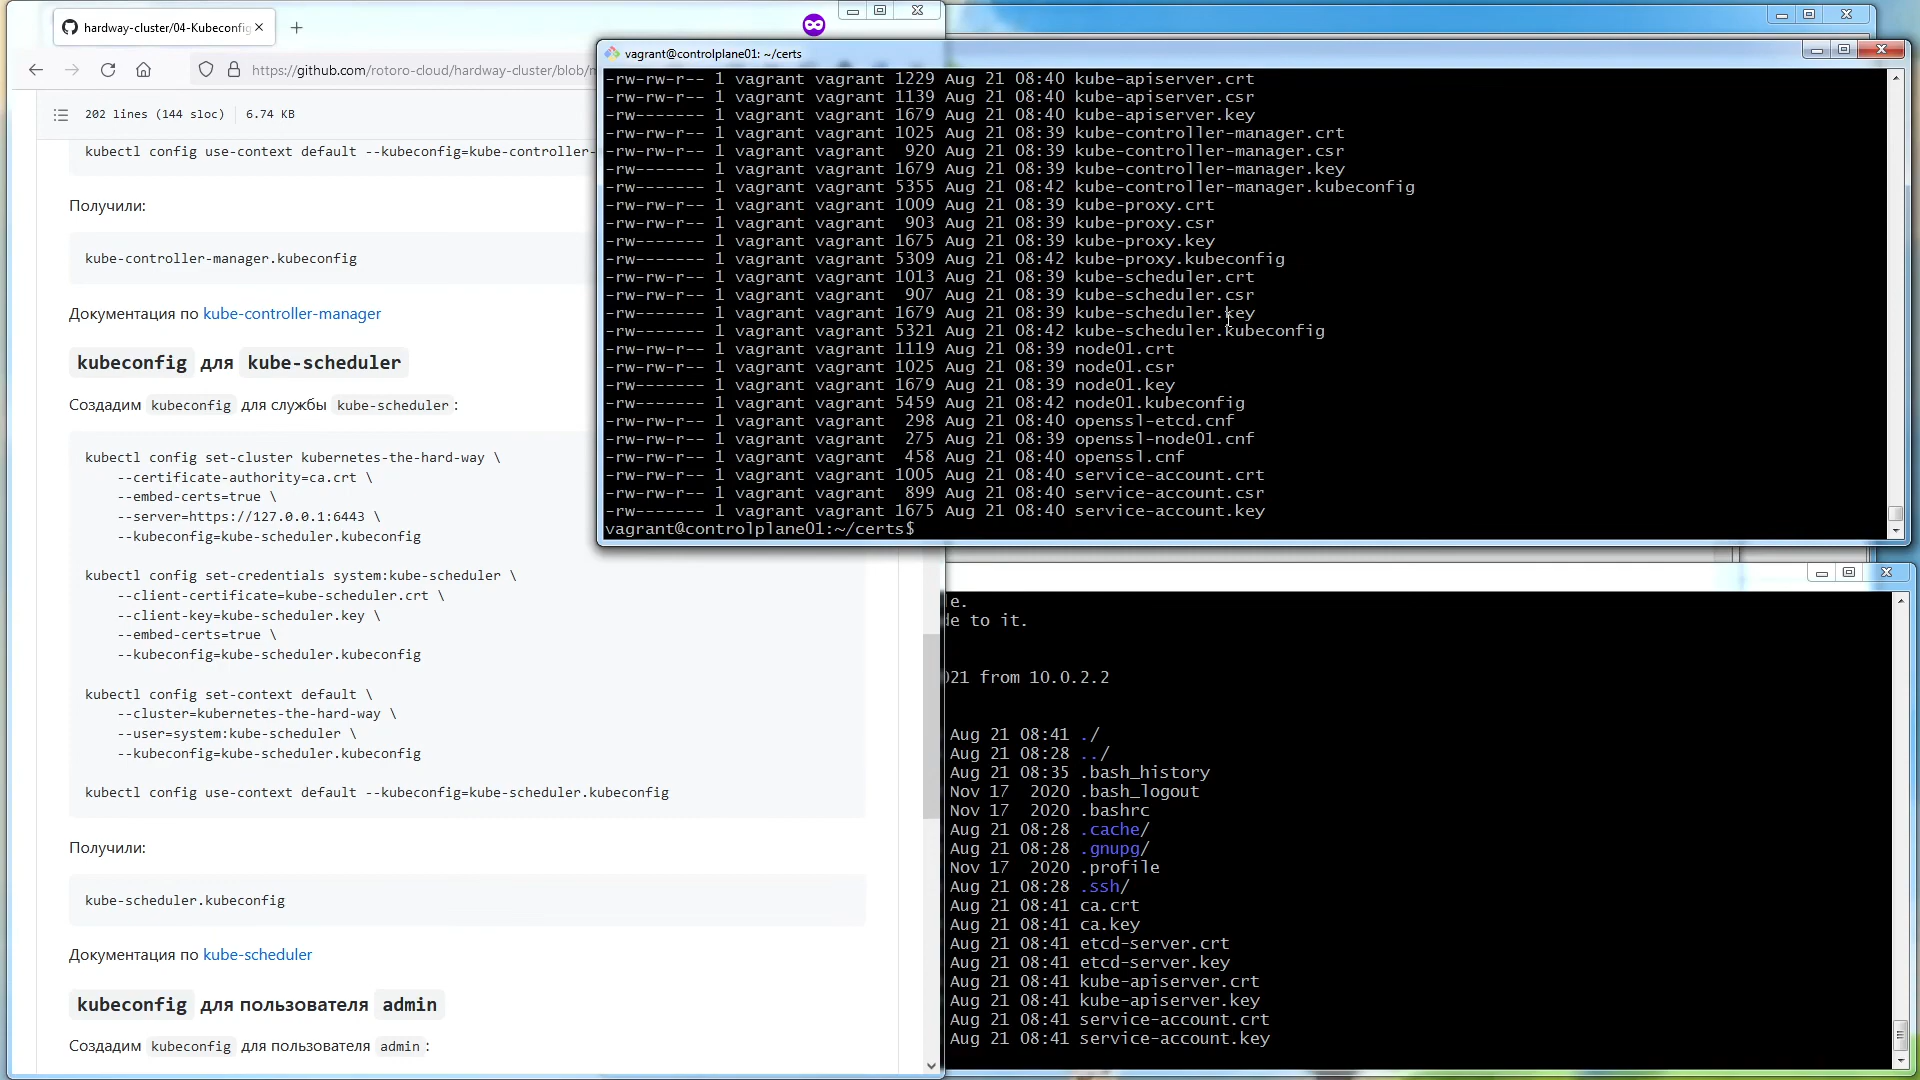 hardway-cluster/04-Kubeconfig
https://github.com/rotoro-cloud/hardway-cluster/blob/m
202 lines (144 sloc)
6.74 KB
kubectl config use-context default --kubeconfig=kube-controller-
Получили:
kube-controller-manager.kubeconfig
Документация по kube-controller-manager
kubeconfig для kube-scheduler
Создадим kubeconfig для службы kube-scheduler:
kubectl config set-cluster kubernetes-the-hard-way \
--certificate-authority=ca.crt \
--embed-certs=true \
--server=https://127.0.0.1:6443 \
--kubeconfig=kube-scheduler.kubeconfig
kubectl config set-credentials system:kube-scheduler \
--client-certificate=kube-scheduler.crt \
--client-key=kube-scheduler.key \
--embed-certs=true \
--kubeconfig=kube-scheduler.kubeconfig
kubectl config set-context default \
--cluster=kubernetes-the-hard-way \
--user=system:kube-scheduler \
--kubeconfig=kube-scheduler.kubeconfig
kubectl config use-context default --kubeconfig=kube-scheduler.kubeconfig
Получили:
kube-scheduler.kubeconfig
Документация по kube-scheduler
kubeconfig для пользователя admin
Создадим kubeconfig для пользователя admin:
vagrant@controlplane01: ~/certs
-rw-rw-r-- 1 vagrant vagrant 1229 Aug 21 08:40 kube-apiserver.crt
-rw-rw-r-- 1 vagrant vagrant 1139 Aug 21 08:40 kube-apiserver.csr
-rw------- 1 vagrant vagrant 1679 Aug 21 08:40 kube-apiserver.key
-rw-rw-r-- 1 vagrant vagrant 1025 Aug 21 08:39 kube-controller-manager.crt
-rw-rw-r-- 1 vagrant vagrant 920 Aug 21 08:39 kube-controller-manager.csr
-rw------- 1 vagrant vagrant 1679 Aug 21 08:39 kube-controller-manager.key
-rw------- 1 vagrant vagrant 5355 Aug 21 08:42 kube-controller-manager.kubeconfig
-rw-rw-r-- 1 vagrant vagrant 1009 Aug 21 08:39 kube-proxy.crt
-rw-rw-r-- 1 vagrant vagrant 903 Aug 21 08:39 kube-proxy.csr
-rw------- 1 vagrant vagrant 1675 Aug 21 08:39 kube-proxy.key
-rw------- 1 vagrant vagrant 5309 Aug 21 08:42 kube-proxy.kubeconfig
-rw-rw-r-- 1 vagrant vagrant 1013 Aug 21 08:39 kube-scheduler.crt
-rw-rw-r-- 1 vagrant vagrant 907 Aug 21 08:39 kube-scheduler.csr
-rw------- 1 vagrant vagrant 1679 Aug 21 08:39 kube-scheduler.key
-rw------- 1 vagrant vagrant 5321 Aug 21 08:42 kube-scheduler.kubeconfig
-rw-rw-r-- 1 vagrant vagrant 1119 Aug 21 08:39 node01.crt
-rw-rw-r-- 1 vagrant vagrant 1025 Aug 21 08:39 node01.csr
-rw------- 1 vagrant vagrant 1679 Aug 21 08:39 node01.key
-rw------- 1 vagrant vagrant 5459 Aug 21 08:42 node01.kubeconfig
-rw-rw-r-- 1 vagrant vagrant 298 Aug 21 08:40 openssl-etcd.cnf
-rw-rw-r-- 1 vagrant vagrant 275 Aug 21 08:39 openssl-node01.cnf
-rw-rw-r-- 1 vagrant vagrant 458 Aug 21 08:40 openssl.cnf
-rw-rw-r-- 1 vagrant vagrant 1005 Aug 21 08:40 service-account.crt
-rw-rw-r-- 1 vagrant vagrant 899 Aug 21 08:40 service-account.csr
-rw------- 1 vagrant vagrant 1675 Aug 21 08:40 service-account.key
vagrant@controlplane01:~/certs$
le.
de to it.
021 from 10.0.2.2
Aug 21 08:41 ./
Aug 21 08:28 ../
Aug 21 08:35 .bash_history
Nov 17 2020 .bash_logout
Nov 17 2020 .bashrc
Aug 21 08:28 .cache/
Aug 21 08:28 .gnupg/
Nov 17 2020 .profile
Aug 21 08:28 .ssh/
Aug 21 08:41 ca.crt
Aug 21 08:41 ca.key
Aug 21 08:41 etcd-server.crt
Aug 21 08:41 etcd-server.key
Aug 21 08:41 kube-apiserver.crt
Aug 21 08:41 kube-apiserver.key
Aug 21 08:41 service-account.crt
Aug 21 08:41 service-account.key